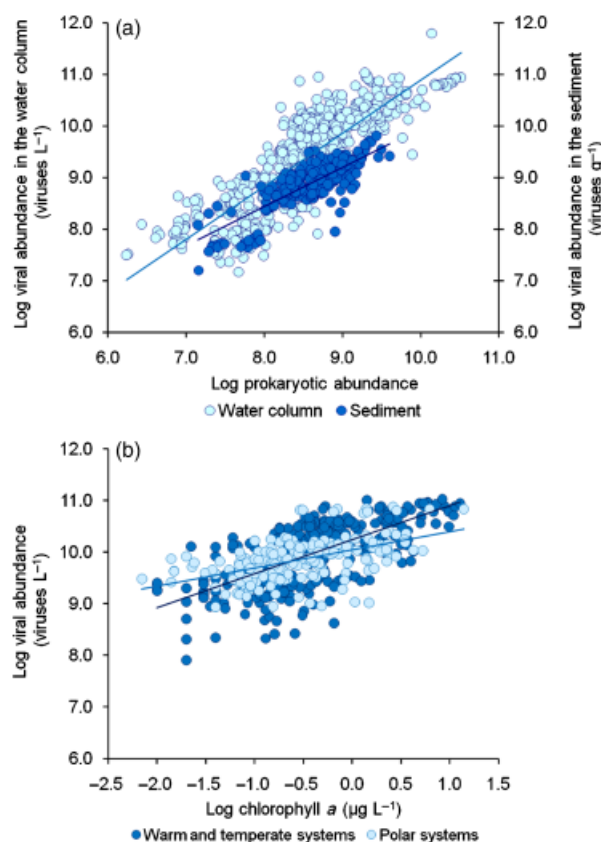 (a)
Log viral abundance in the water column
(viruses L⁻¹)
12.0
11.0
10.0
9.0
8.0
7.0
6.0
12.0
11.0
10.0
9.0
8.0
7.0
6.0
Log viral abundance in the sediment
(viruses g⁻¹)
6.0 7.0 8.0 9.0 10.0 11.0
Log prokaryotic abundance
Water column Sediment
(b)
Log viral abundance
(viruses L⁻¹)
12.0
11.0
10.0
9.0
8.0
7.0
6.0
–2.5 –2.0 –1.5 –1.0 –0.5 0.0 0.5 1.0 1.5
Log chlorophyll a (µg L⁻¹)
Warm and temperate systems Polar systems